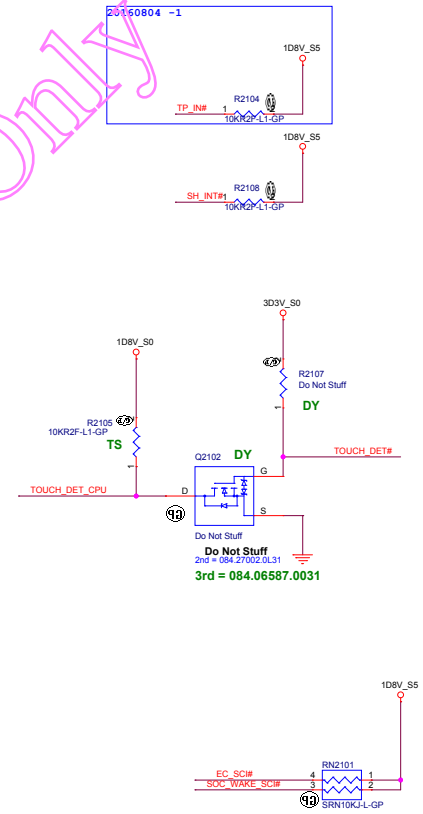 20160804 -1
1D8V_S5
R2104
TP_IN#
1
10KR2F-L1-GP
1D8V_S5
R2108
SH_INT#
1
10KR2F-L1-GP
3D3V_S0
1D8V_S0
R2107
Do Not Stuff
1
DY
R2105
10KR2F-L1-GP
TS
1
Q2102
DY
TOUCH_DET#
G
TOUCH_DET_CPU
D
S
Do Not Stuff
Do Not Stuff
2nd = 084.27002.0L31
3rd = 084.06587.0031
1D8V_S5
RN2101
EC_SCI#
4
1
SOC_WAKE_SCI#
3
2
SRN10KJ-L-GP
Only